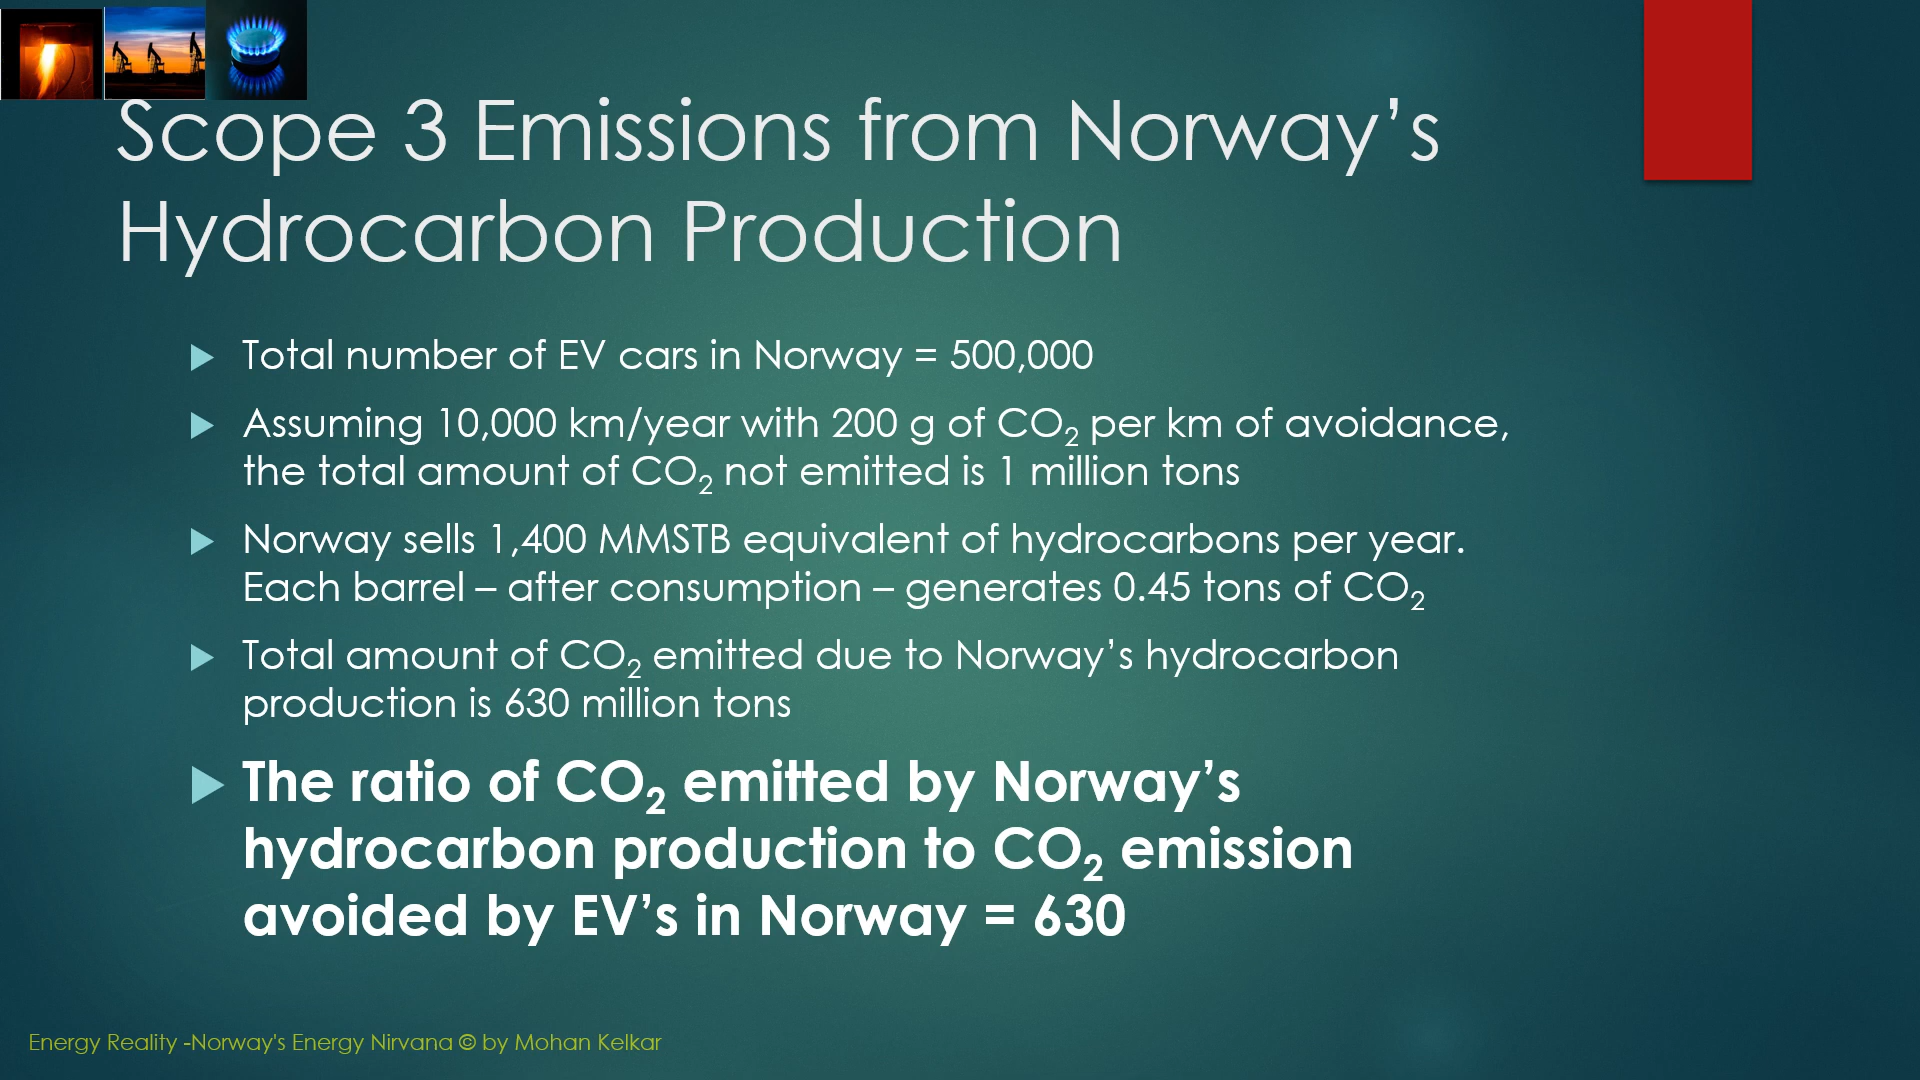 Scope 3 Emissions from Norway’s
Hydrocarbon Production
Total number of EV cars in Norway = 500,000
Assuming 10,000 km/year with 200 g of CO₂ per km of avoidance,
the total amount of CO₂ not emitted is 1 million tons
Norway sells 1,400 MMSTB equivalent of hydrocarbons per year.
Each barrel – after consumption – generates 0.45 tons of CO₂
Total amount of CO₂ emitted due to Norway’s hydrocarbon
production is 630 million tons
The ratio of CO₂ emitted by Norway’s
hydrocarbon production to CO₂ emission
avoided by EV’s in Norway = 630
Energy Reality -Norway's Energy Nirvana © by Mohan Kelkar